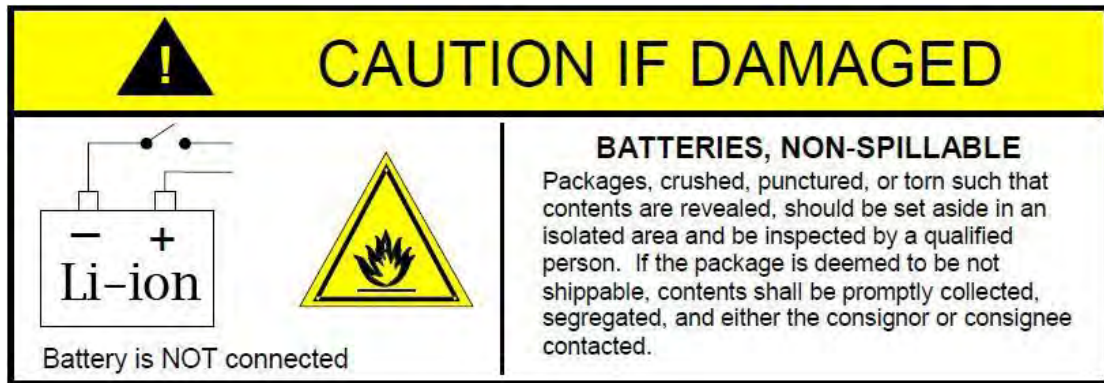 !
CAUTION IF DAMAGED
− +
Li-ion
Battery is NOT connected
BATTERIES, NON-SPILLABLE
Packages, crushed, punctured, or torn such that
contents are revealed, should be set aside in an
isolated area and be inspected by a qualified
person. If the package is deemed to be not
shippable, contents shall be promptly collected,
segregated, and either the consignor or consignee
contacted.